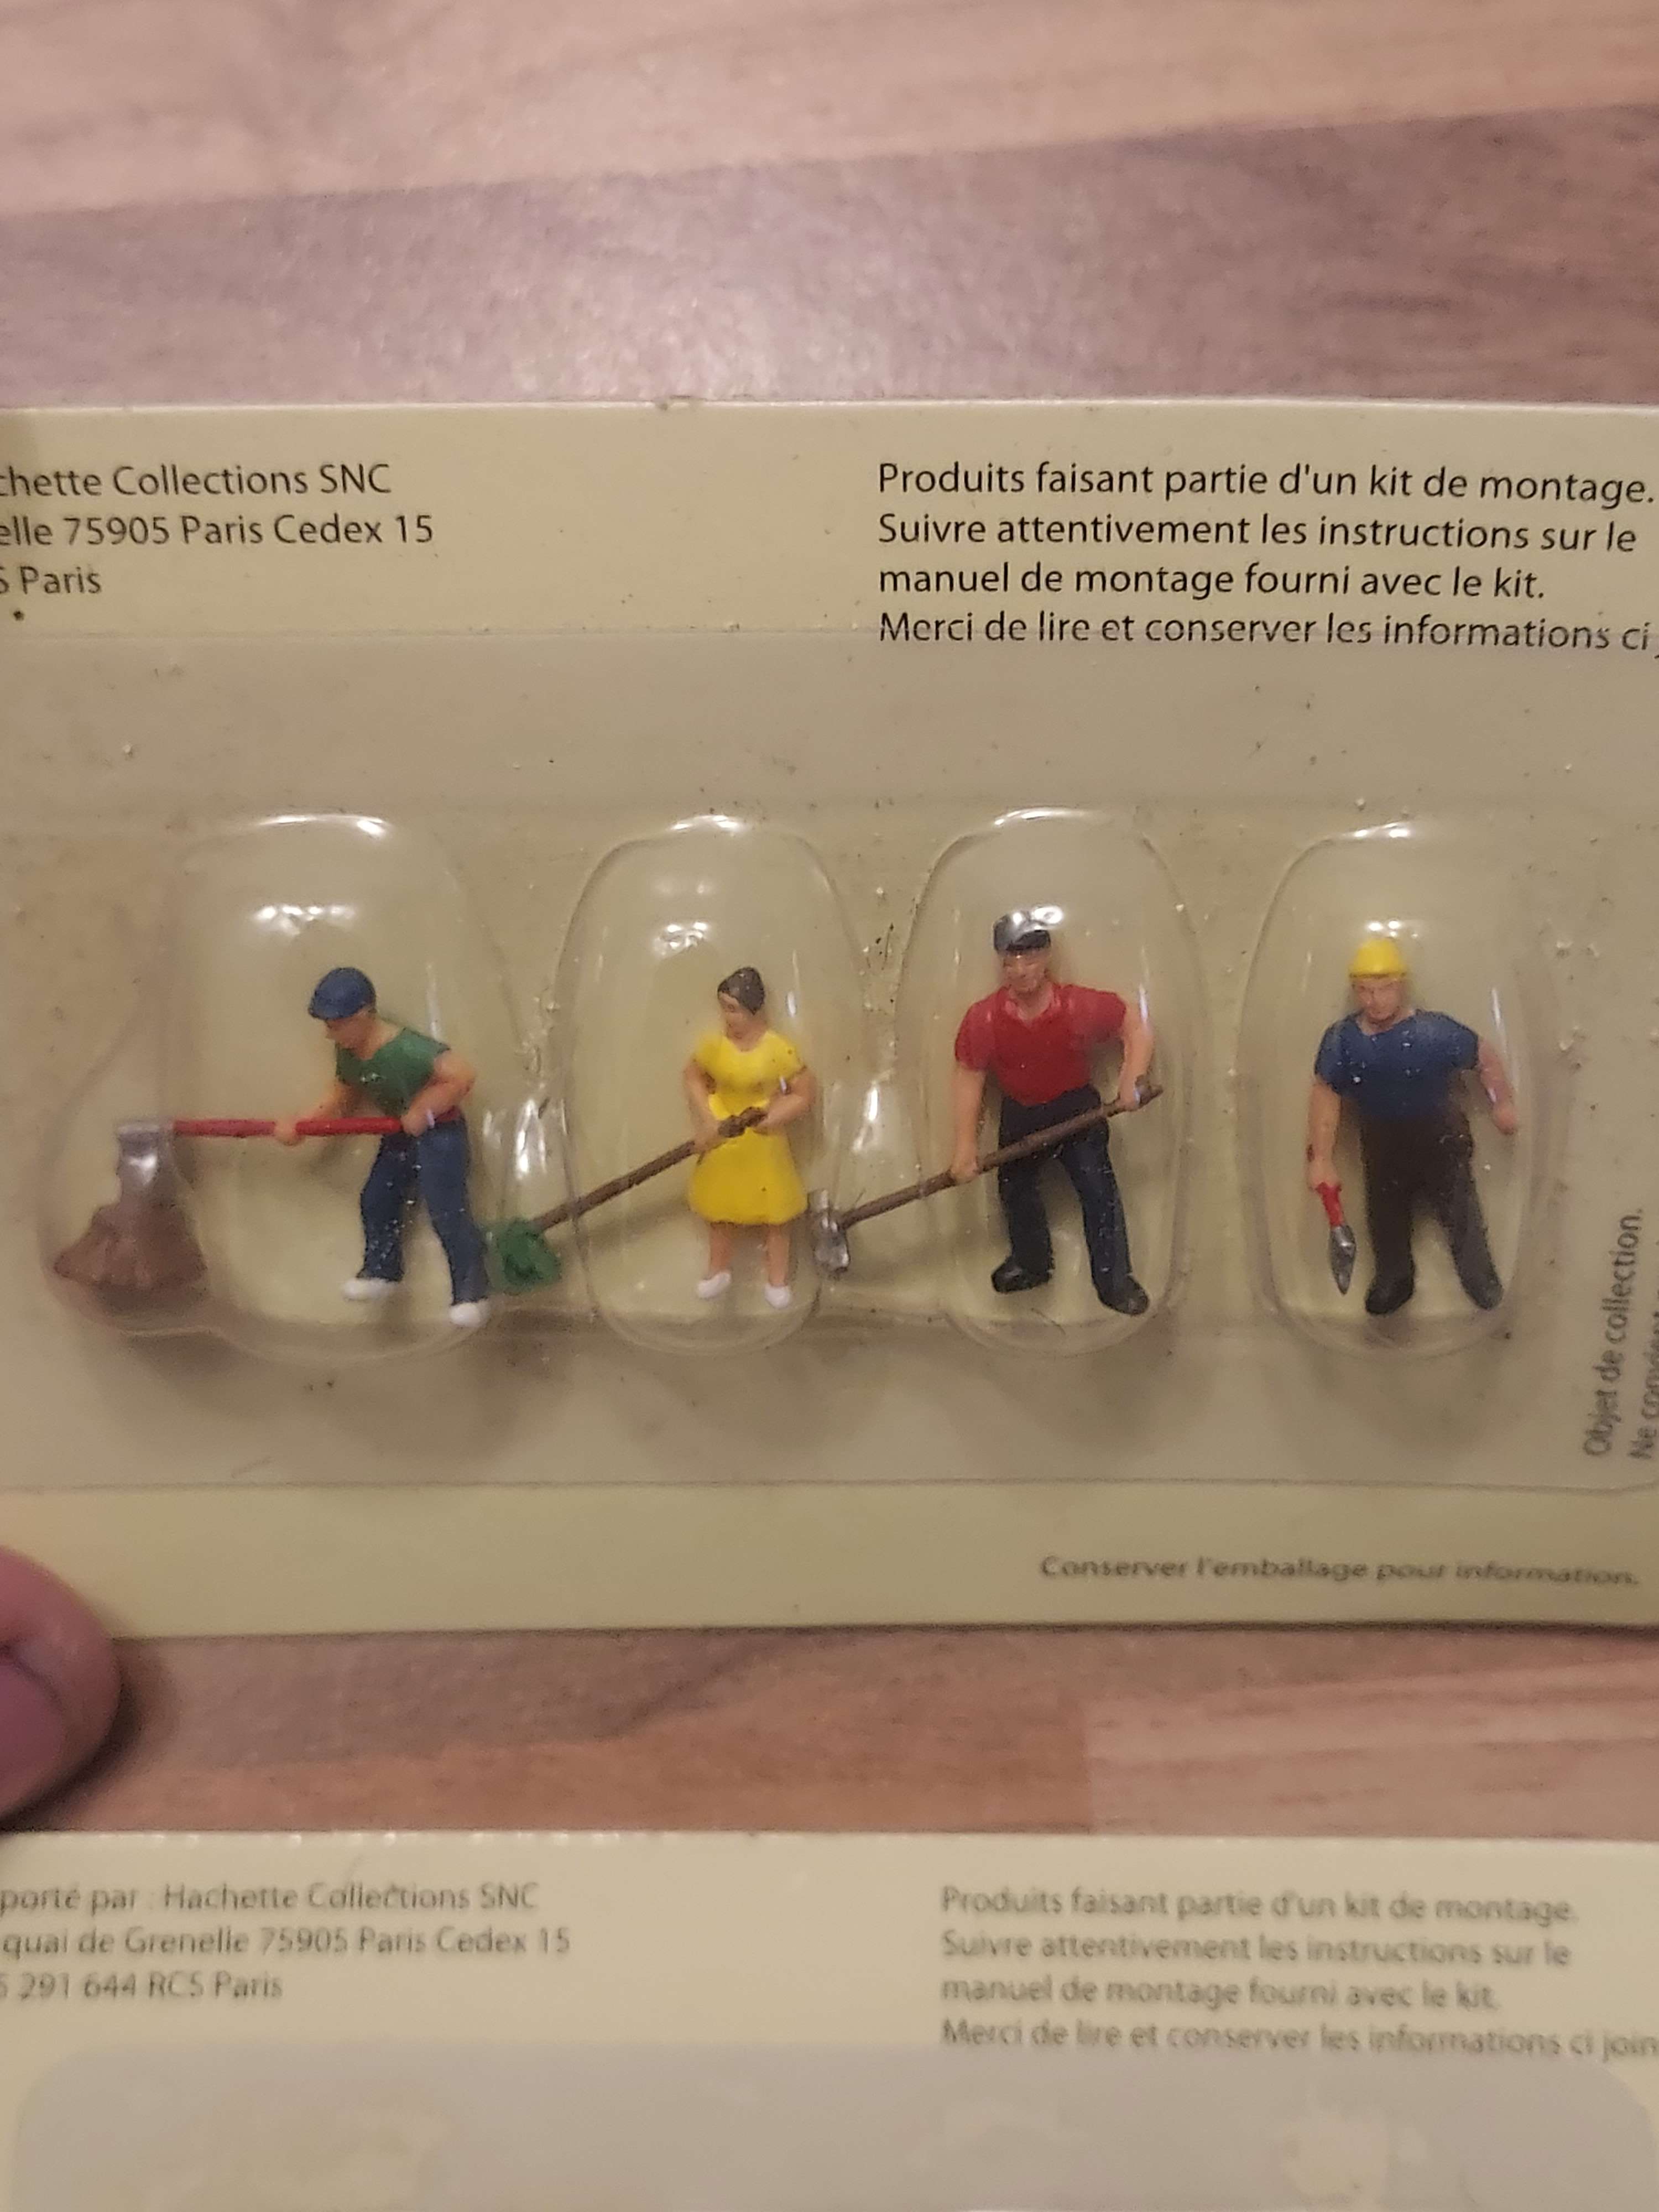 chette Collections SNC
elle 75905 Paris Cedex 15
S Paris
Produits faisant partie d'un kit de montage.
Suivre attentivement les instructions sur le
manuel de montage fourni avec le kit.
Merci de lire et conserver les informations ci
Objet de collection.
Ne
Conserver l'emballage pour information.
porté par : Hachette Collections SNC
quai de Grenelle 75905 Paris Cedex 15
291 644 RCS Paris
Produits faisant partie d'un kit de montage.
Suivre attentivement les instructions sur le
manuel de montage fourni avec le kit.
Merci de lire et conserver les informations ci join